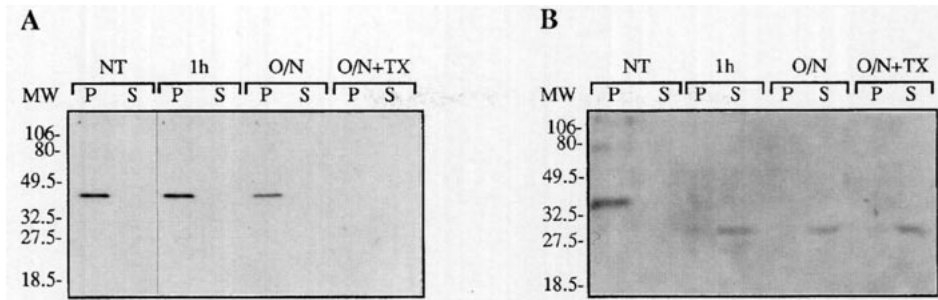 A
NT 1h O/N O/N+TX
MW P S P S P S P S
106-
80-
49.5-
32.5-
27.5-
18.5-
B
NT 1h O/N O/N+TX
MW P S P S P S P S
106-
80-
49.5-
32.5-
27.5-
18.5-